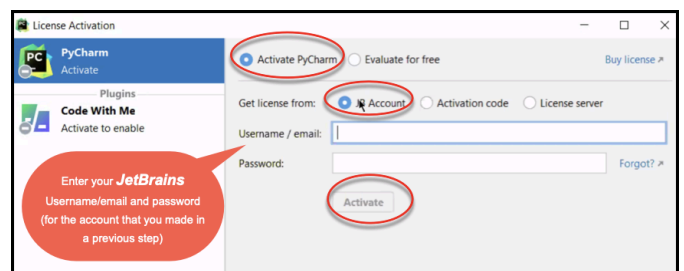 License Activation
PC
PyCharm
Activate
Plugins
Code With Me
Activate to enable
Activate PyCharm
Evaluate for free
Buy license
Get license from:
JB Account
Activation code
License server
Username / email:
Password:
Forgot?
Activate
Enter your JetBrains
Username/email and password
(for the account that you made in
a previous step)